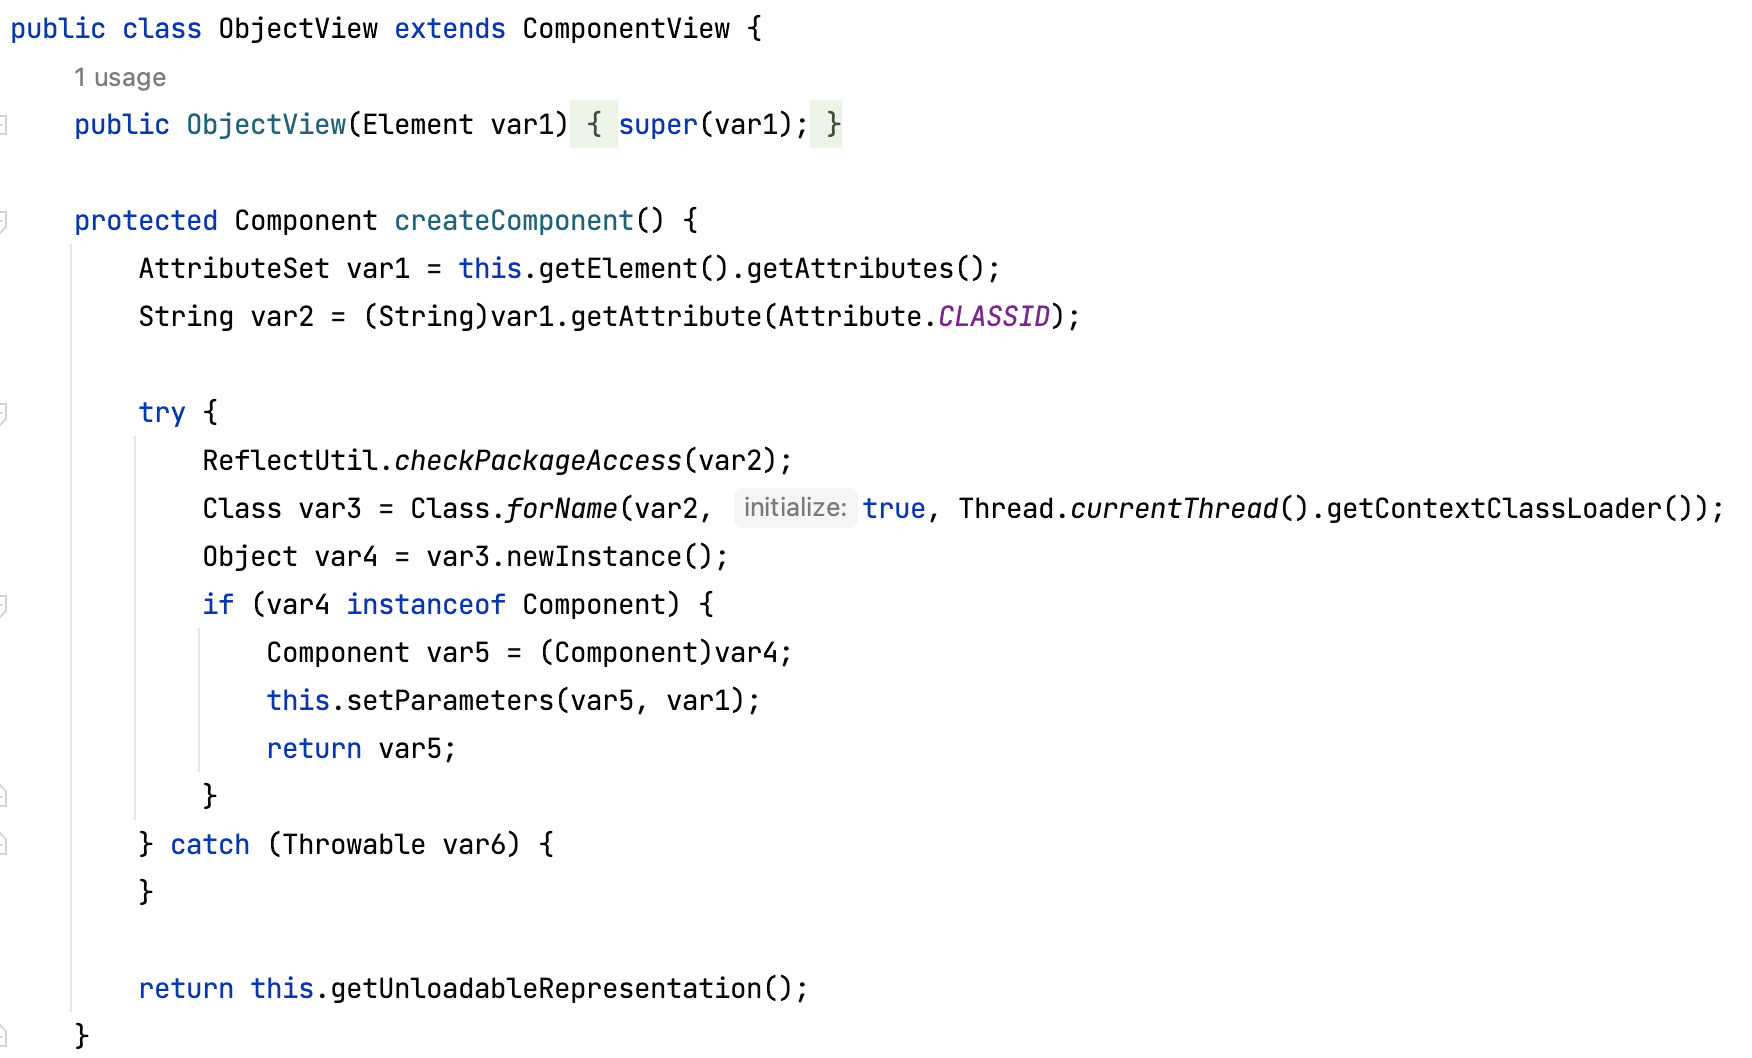 public class ObjectView extends ComponentView {
1 usage
public ObjectView(Element var1) { super(var1); }
protected Component createComponent() {
AttributeSet var1 = this.getElement().getAttributes();
String var2 = (String)var1.getAttribute(Attribute.CLASSID);
try {
ReflectUtil.checkPackageAccess(var2);
Class var3 = Class.forName(var2, initialize: true, Thread.currentThread().getContextClassLoader());
Object var4 = var3.newInstance();
if (var4 instanceof Component) {
Component var5 = (Component)var4;
this.setParameters(var5, var1);
return var5;
}
} catch (Throwable var6) {
}
return this.getUnloadableRepresentation();
}